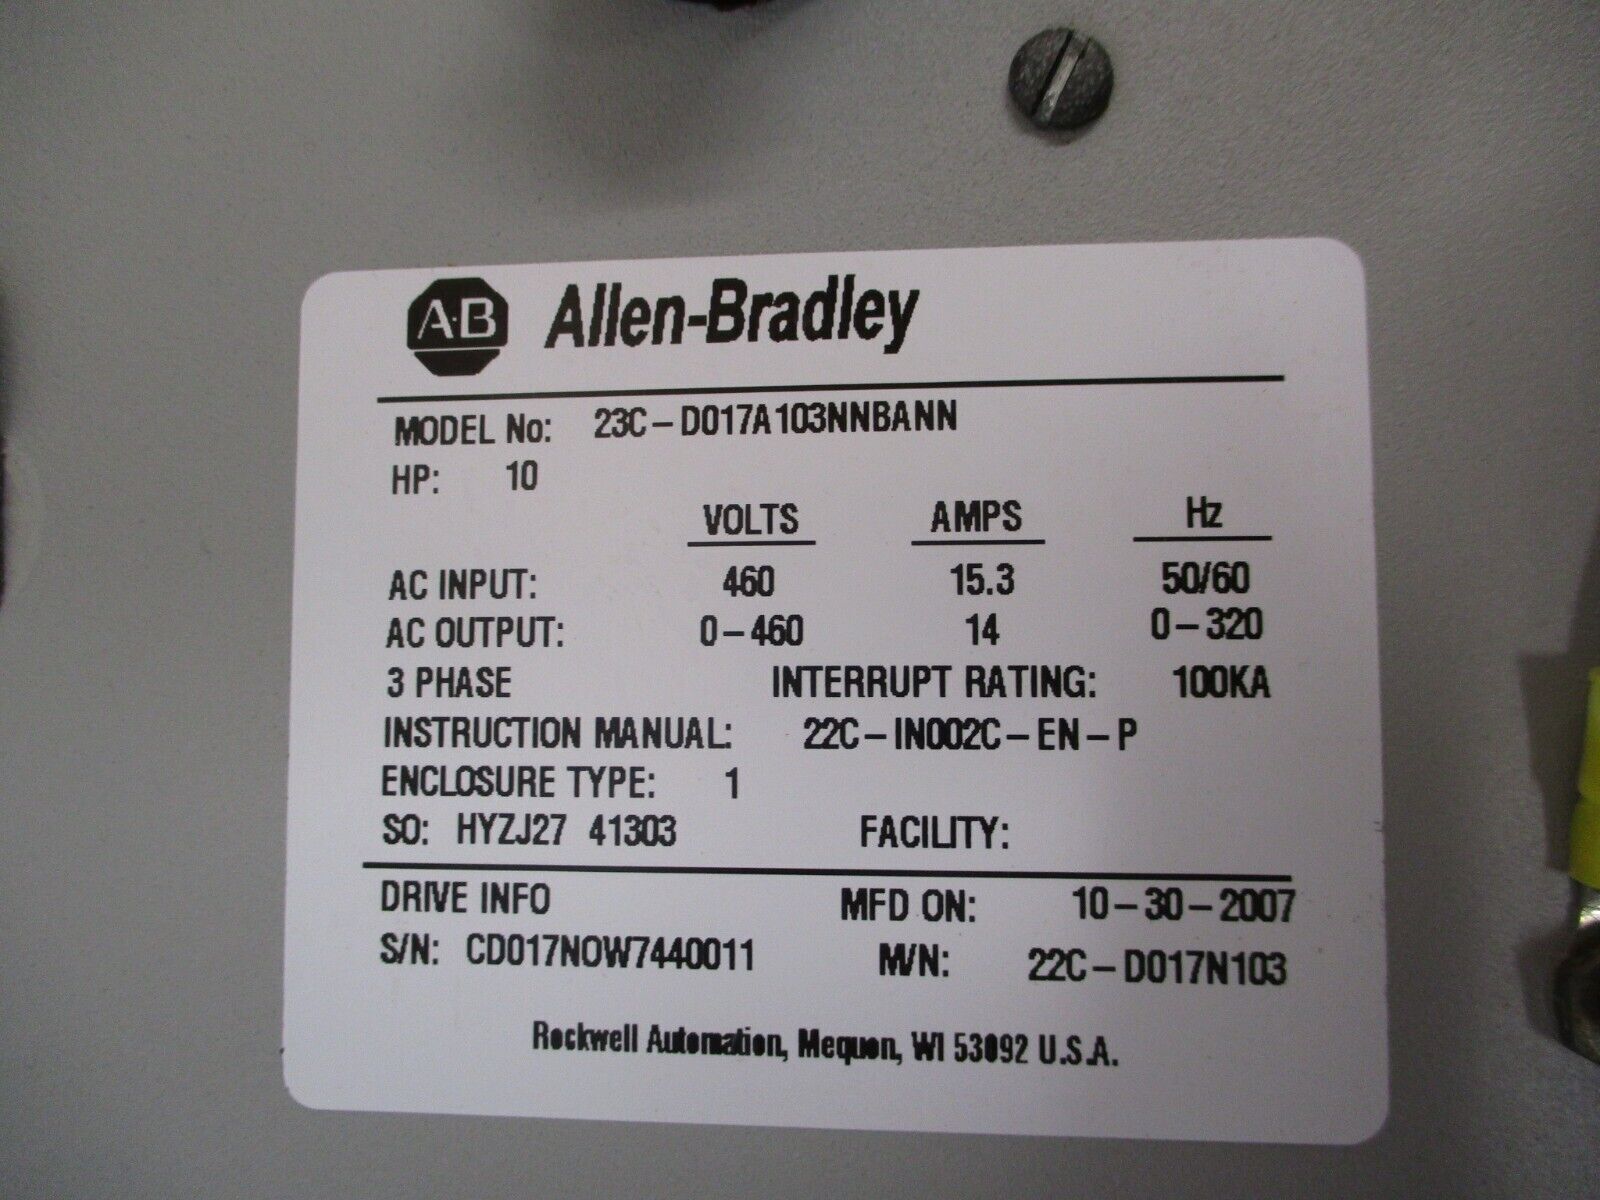 A·B Allen-Bradley
MODEL No: 23C-D017A103NNBANN
HP: 10
VOLTS AMPS Hz
AC INPUT: 460 15.3 50/60
AC OUTPUT: 0-460 14 0-320
3 PHASE INTERRUPT RATING: 100KA
INSTRUCTION MANUAL: 22C-IN002C-EN-P
ENCLOSURE TYPE: 1
SO: HYZJ27 41303 FACILITY:
DRIVE INFO MFD ON: 10-30-2007
S/N: CD017NOW7440011 M/N: 22C-D017N103
Rockwell Automation, Mequon, WI 53092 U.S.A.